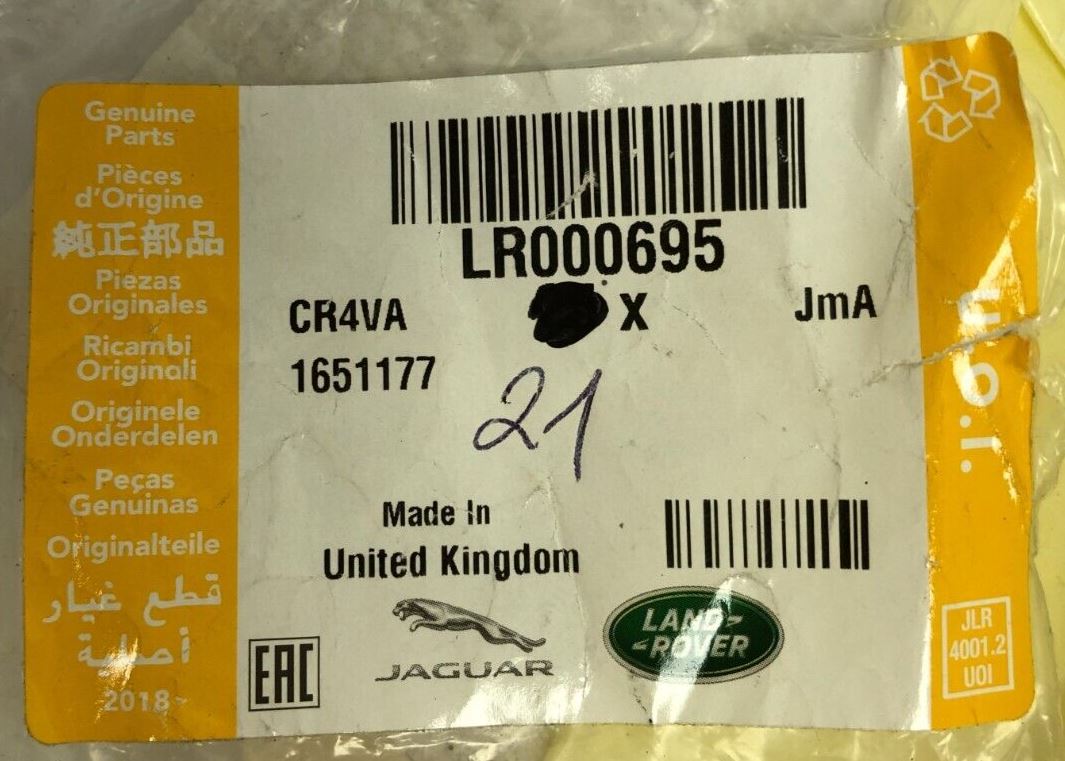 Genuine
Parts
Pièces
d'Origine
純正部品
Piezas
Originales
Ricambi
Originali
Originele
Onderdelen
Peças
Genuinas
Originalteile
قطع غيار
أصلية
2018-
LR000695
CR4VA
X
JmA
1651177
21
Made In
United Kingdom
EAC
JAGUAR
LAND-
-ROVER
u.o.i.
JLR
4001.2
UOI